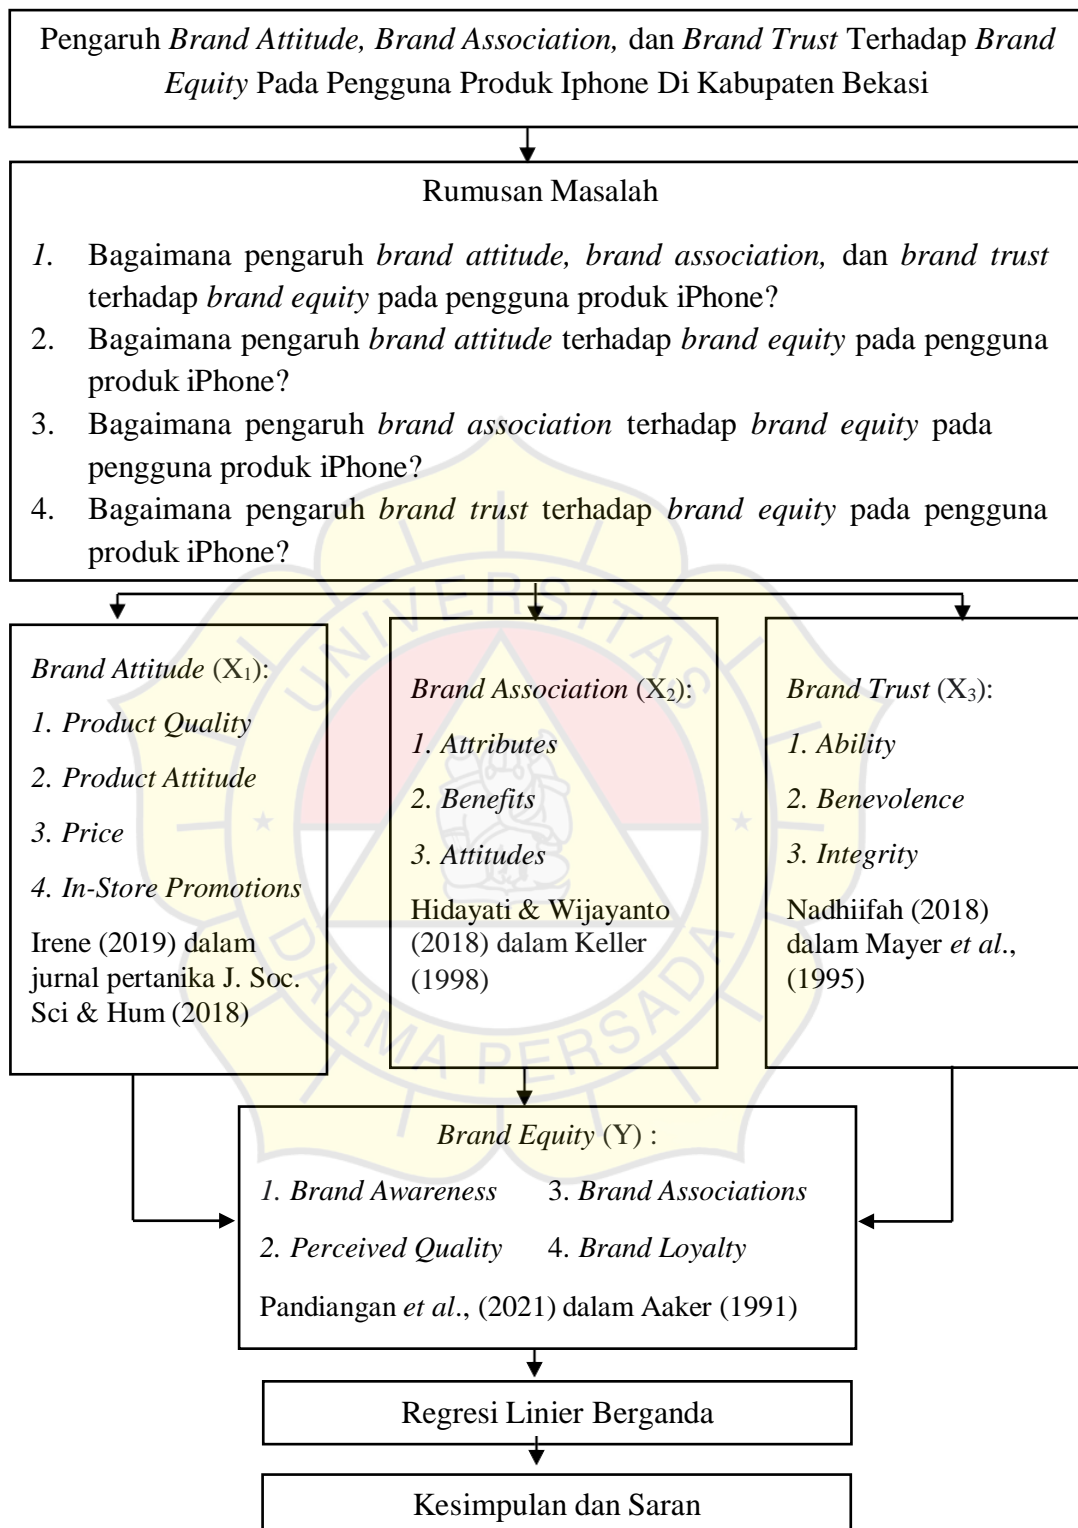 Pengaruh Brand Attitude, Brand Association, dan Brand Trust Terhadap Brand
Equity Pada Pengguna Produk Iphone Di Kabupaten Bekasi
Rumusan Masalah
1. Bagaimana pengaruh brand attitude, brand association, dan brand trust
terhadap brand equity pada pengguna produk iPhone?
2. Bagaimana pengaruh brand attitude terhadap brand equity pada pengguna
produk iPhone?
3. Bagaimana pengaruh brand association terhadap brand equity pada
pengguna produk iPhone?
4. Bagaimana pengaruh brand trust terhadap brand equity pada pengguna
produk iPhone?
UNIVERSITAS
Brand Attitude (X₁):
1. Product Quality
2. Product Attitude
3. Price
4. In-Store Promotions
Irene (2019) dalam
jurnal pertanika J. Soc.
Sci & Hum (2018)
Brand Association (X₂):
1. Attributes
2. Benefits
3. Attitudes
Hidayati & Wijayanto
(2018) dalam Keller
(1998)
Brand Trust (X₃):
1. Ability
2. Benevolence
3. Integrity
Nadhiifah (2018)
dalam Mayer et al.,
(1995)
DARMA PERSADA
Brand Equity (Y) :
1. Brand Awareness 3. Brand Associations
2. Perceived Quality 4. Brand Loyalty
Pandiangan et al., (2021) dalam Aaker (1991)
Regresi Linier Berganda
Kesimpulan dan Saran